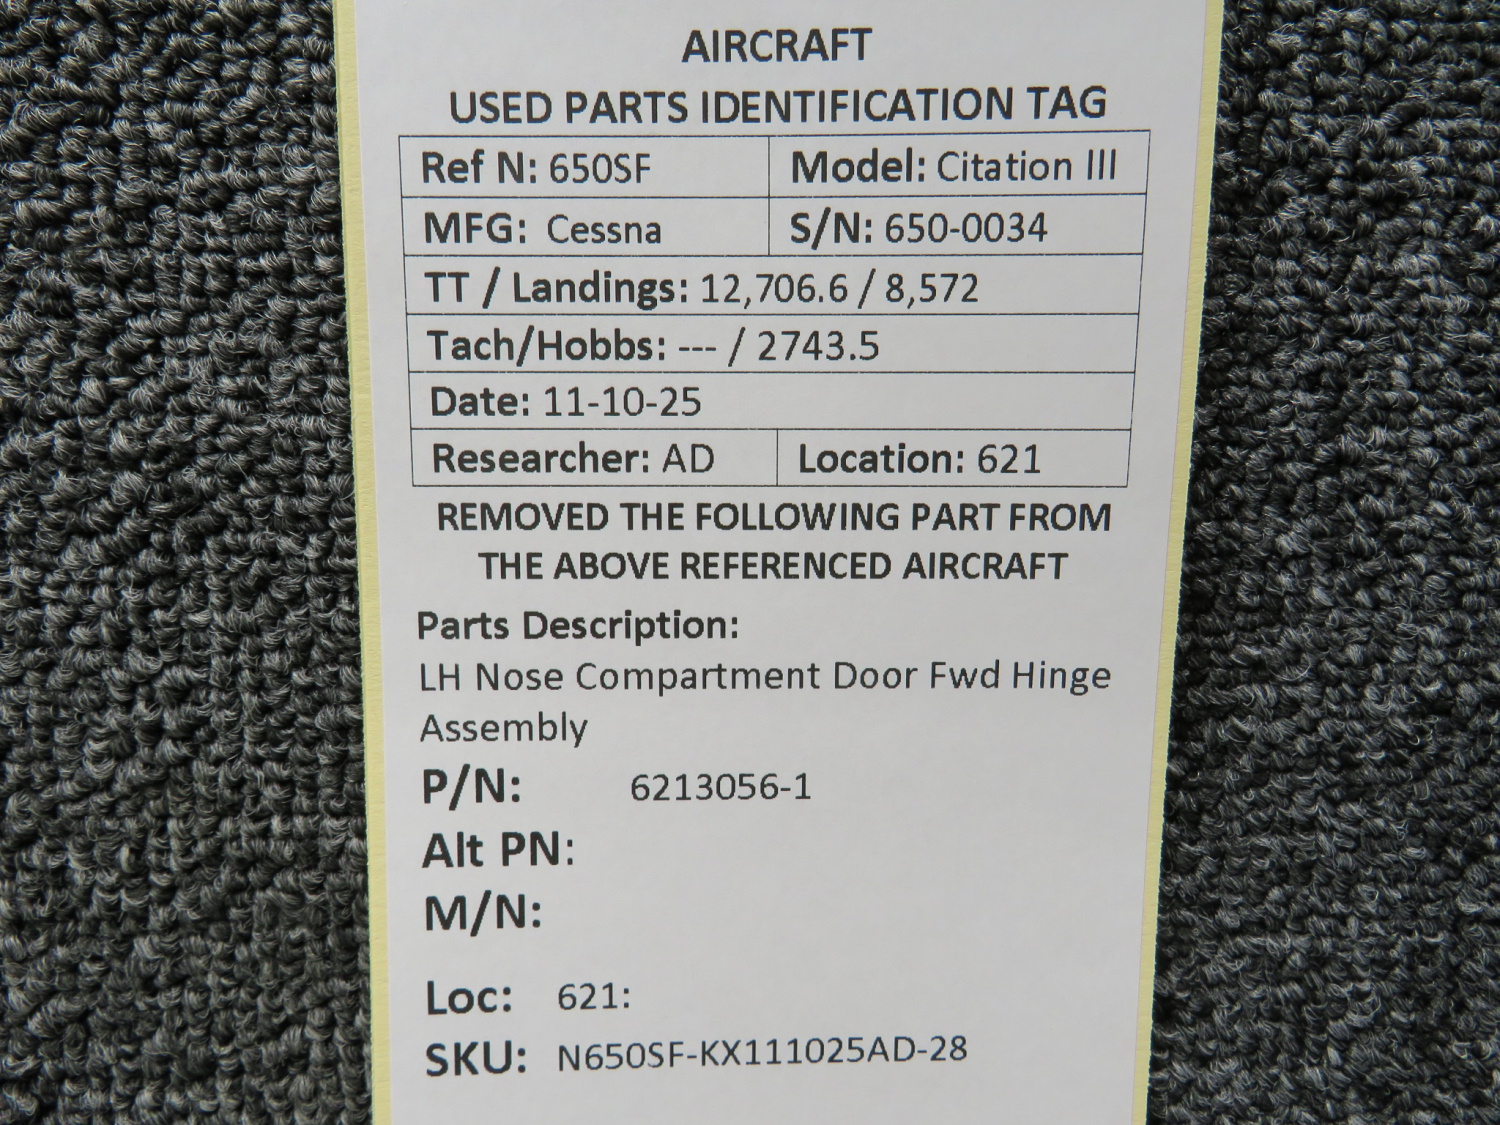 AIRCRAFT
USED PARTS IDENTIFICATION TAG
Ref N: 650SF Model: Citation III
MFG: Cessna S/N: 650-0034
TT / Landings: 12,706.6 / 8,572
Tach/Hobbs: --- / 2743.5
Date: 11-10-25
Researcher: AD Location: 621
REMOVED THE FOLLOWING PART FROM
THE ABOVE REFERENCED AIRCRAFT
Parts Description:
LH Nose Compartment Door Fwd Hinge
Assembly
P/N: 6213056-1
Alt PN:
M/N:
Loc: 621:
SKU: N650SF-KX111025AD-28